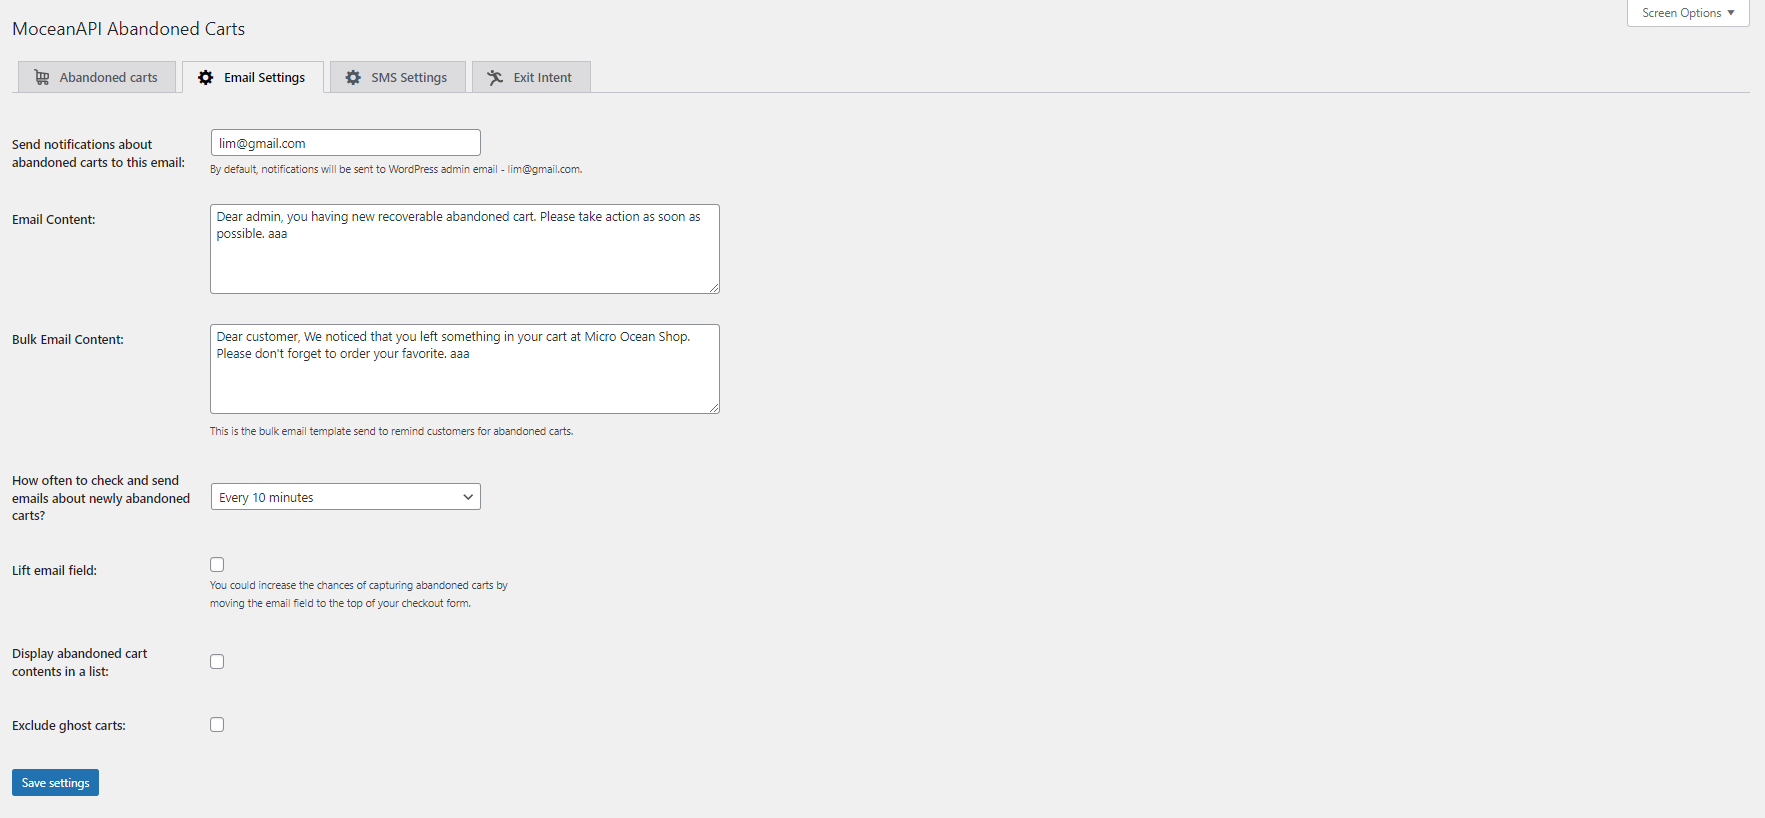 Screen Options ▼
MoceanAPI Abandoned Carts
Abandoned carts
Email Settings
SMS Settings
Exit Intent
Send notifications about
abandoned carts to this email:
lim@gmail.com
By default, notifications will be sent to WordPress admin email - lim@gmail.com.
Email Content:
Dear admin, you having new recoverable abandoned cart. Please take action as soon as
possible. aaa
Bulk Email Content:
Dear customer, We noticed that you left something in your cart at Micro Ocean Shop.
Please don't forget to order your favorite. aaa
This is the bulk email template send to remind customers for abandoned carts.
How often to check and send
emails about newly abandoned
carts?
Every 10 minutes
Lift email field:
You could increase the chances of capturing abandoned carts by
moving the email field to the top of your checkout form.
Display abandoned cart
contents in a list:
Exclude ghost carts:
Save settings